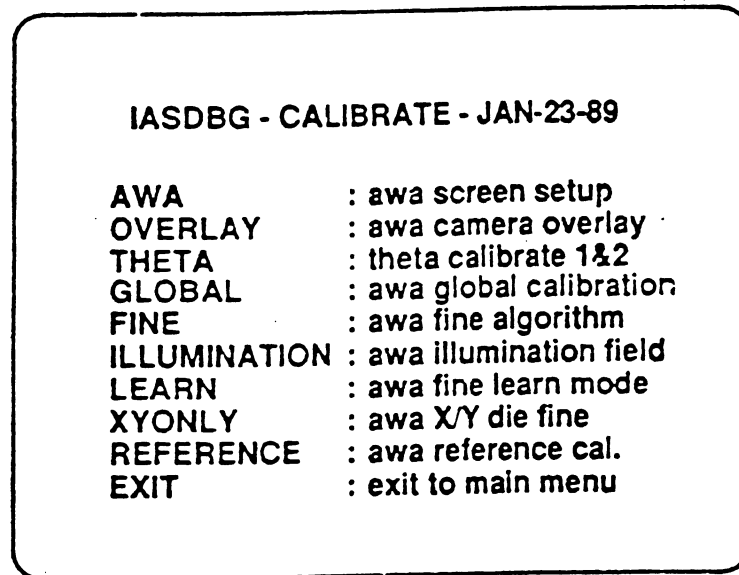 IASDBG - CALIBRATE - JAN-23-89
AWA : awa screen setup
OVERLAY : awa camera overlay
THETA : theta calibrate 1&2
GLOBAL : awa global calibration
FINE : awa fine algorithm
ILLUMINATION : awa illumination field
LEARN : awa fine learn mode
XYONLY : awa X/Y die fine
REFERENCE : awa reference cal.
EXIT : exit to main menu